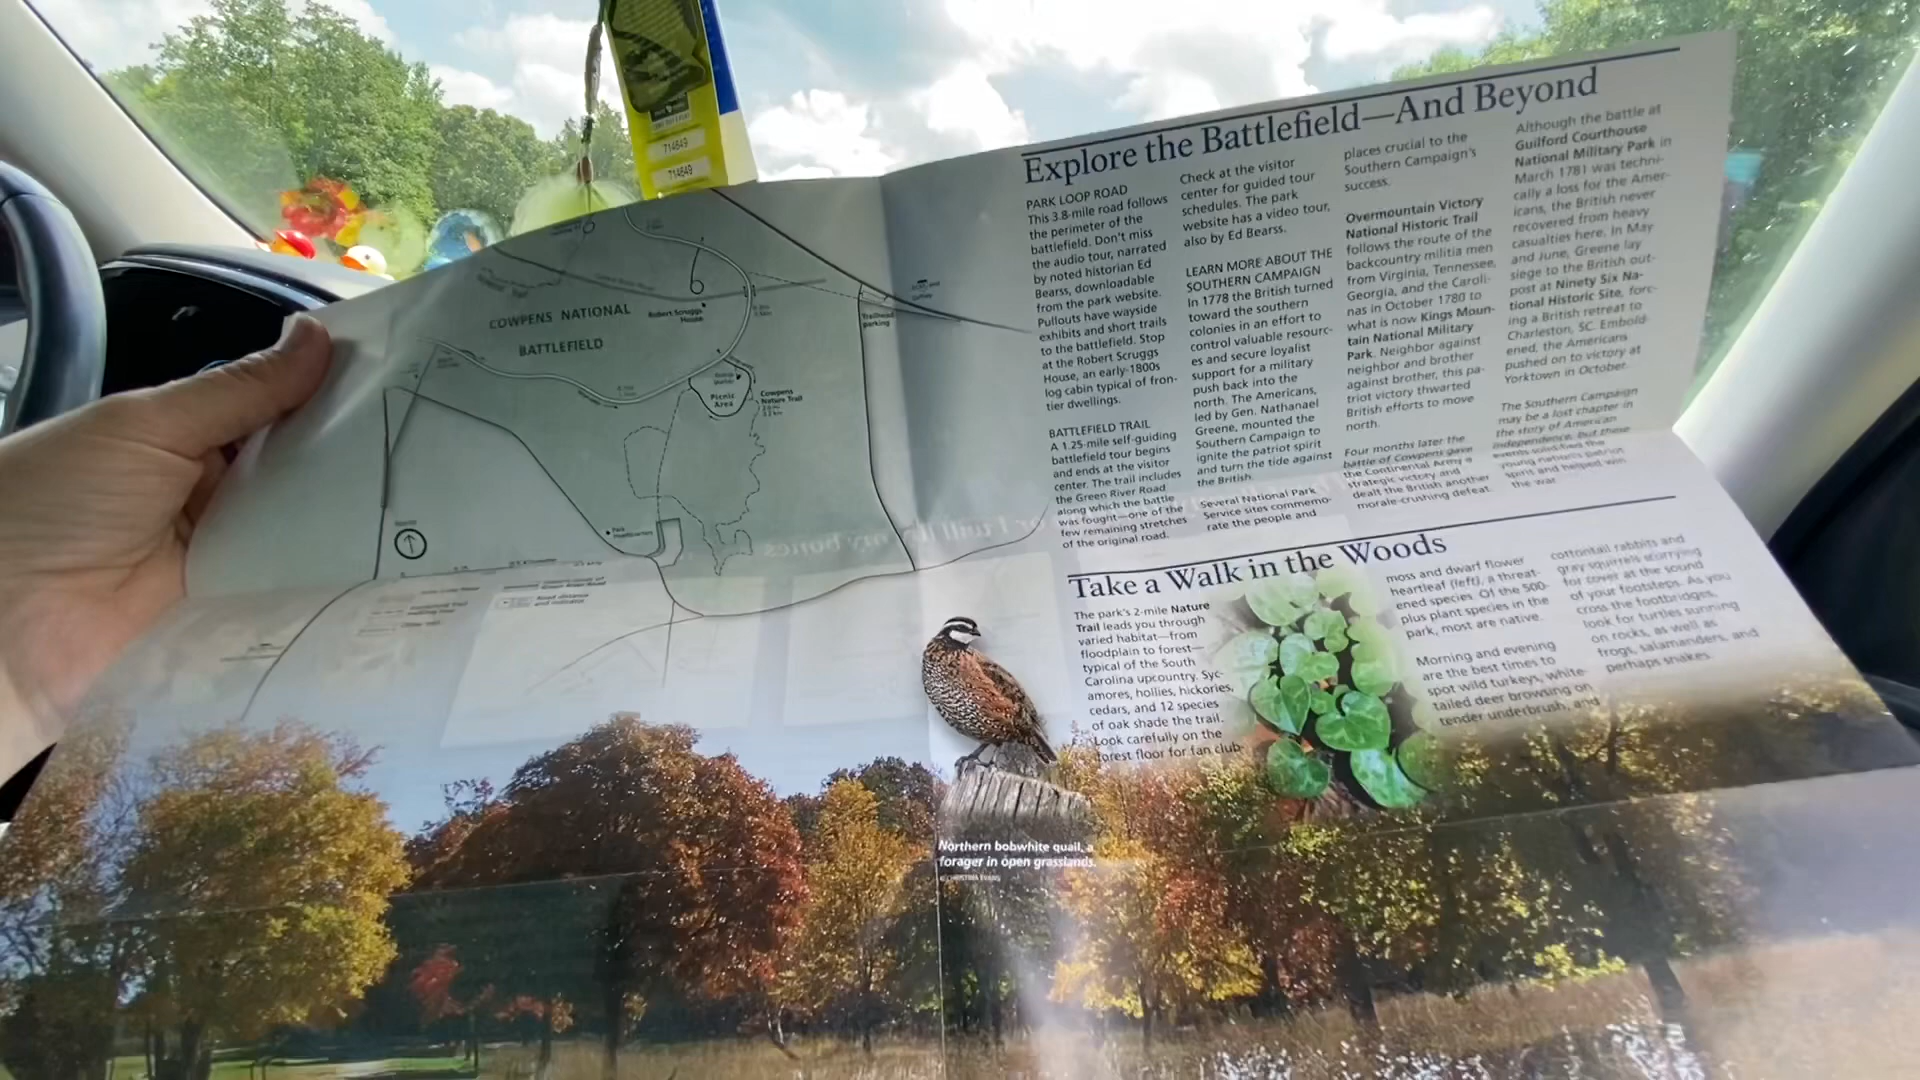 714649
714649
COWPENS NATIONAL
BATTLEFIELD
Robert Scruggs
House
Trailhead
parking
Picnic
Area
Cowpens
Nature Trail
Park
Headquarters
North
Road distance
and indicator
Explore the Battlefield—And Beyond
PARK LOOP ROAD
This 3.8-mile road follows
the perimeter of the
battlefield. Don't miss
the audio tour, narrated
by noted historian Ed
Bearss, downloadable
from the park website.
Pullouts have wayside
exhibits and short trails
to the battlefield. Stop
at the Robert Scruggs
House, an early-1800s
log cabin typical of fron-
tier dwellings.
BATTLEFIELD TRAIL
A 1.25-mile self-guiding
battlefield tour begins
and ends at the visitor
center. The trail includes
the Green River Road
along which the battle
was fought—one of the
few remaining stretches
of the original road.
Check at the visitor
center for guided tour
schedules. The park
website has a video tour,
also by Ed Bearss.
LEARN MORE ABOUT THE
SOUTHERN CAMPAIGN
In 1778 the British turned
toward the southern
colonies in an effort to
control valuable resourc-
es and secure loyalist
support for a military
push back into the
north. The Americans,
led by Gen. Nathanael
Greene, mounted the
Southern Campaign to
ignite the patriot spirit
and turn the tide against
the British.
Several National Park
Service sites commemo-
rate the people and
places crucial to the
Southern Campaign's
success.
Overmountain Victory
National Historic Trail
follows the route of the
backcountry militia men
from Virginia, Tennessee,
Georgia, and the Caroli-
nas in October 1780 to
what is now Kings Moun-
tain National Military
Park. Neighbor against
neighbor and brother
against brother, this pa-
triot victory thwarted
British efforts to move
north.
Four months later the
battle of Cowpens gave
the Continental Army a
strategic victory and
dealt the British another
morale-crushing defeat.
Although the battle at
Guilford Courthouse
National Military Park in
March 1781 was techni-
cally a loss for the Amer-
icans, the British never
recovered from heavy
casualties here. In May
and June, Greene lay
siege to the British out-
post at Ninety Six Na-
tional Historic Site, forc-
ing a British retreat to
Charleston, SC. Embold-
ened, the Americans
pushed on to victory at
Yorktown in October.
The Southern Campaign
may be a lost chapter in
the story of American
independence, but these
events solidified the
young nation's patriot
spirit and helped win
the war.
Take a Walk in the Woods
The park's 2-mile Nature
Trail leads you through
varied habitat—from
floodplain to forest—
typical of the South
Carolina upcountry. Syc-
amores, hollies, hickories,
cedars, and 12 species
of oak shade the trail.
Look carefully on the
forest floor for fan club-
moss and dwarf flower
heartleaf (left), a threat-
ened species. Of the 500-
plus plant species in the
park, most are native.
Morning and evening
are the best times to
spot wild turkeys, white-
tailed deer browsing on
tender underbrush, and
cottontail rabbits and
gray squirrels scurrying
for cover at the sound
of your footsteps. As you
cross the footbridges,
look for turtles sunning
on rocks, as well as
frogs, salamanders, and
perhaps snakes.
Northern bobwhite quail, a
forager in open grasslands.
© CHRISTINA EVANS